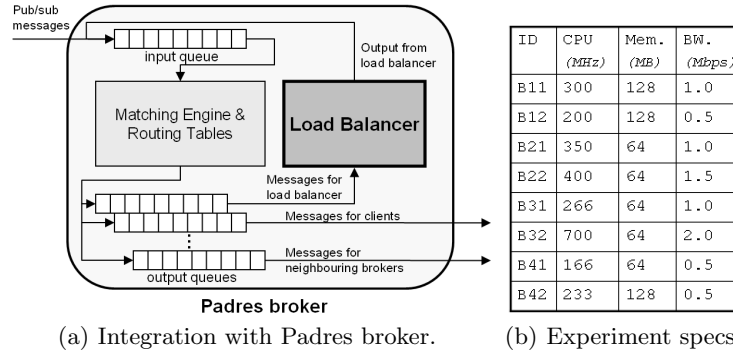 Pub/sub
messages
input queue
Output from
load balancer
Matching Engine &
Routing Tables
Load Balancer
Messages for
load balancer
Messages for clients
Messages for
neighbouring brokers
output queues
Padres broker
(a) Integration with Padres broker.
ID CPU Mem. BW.
(MHz) (MB) (Mbps)
B11 300 128 1.0
B12 200 128 0.5
B21 350 64 1.0
B22 400 64 1.5
B31 266 64 1.0
B32 700 64 2.0
B41 166 64 0.5
B42 233 128 0.5
(b) Experiment specs